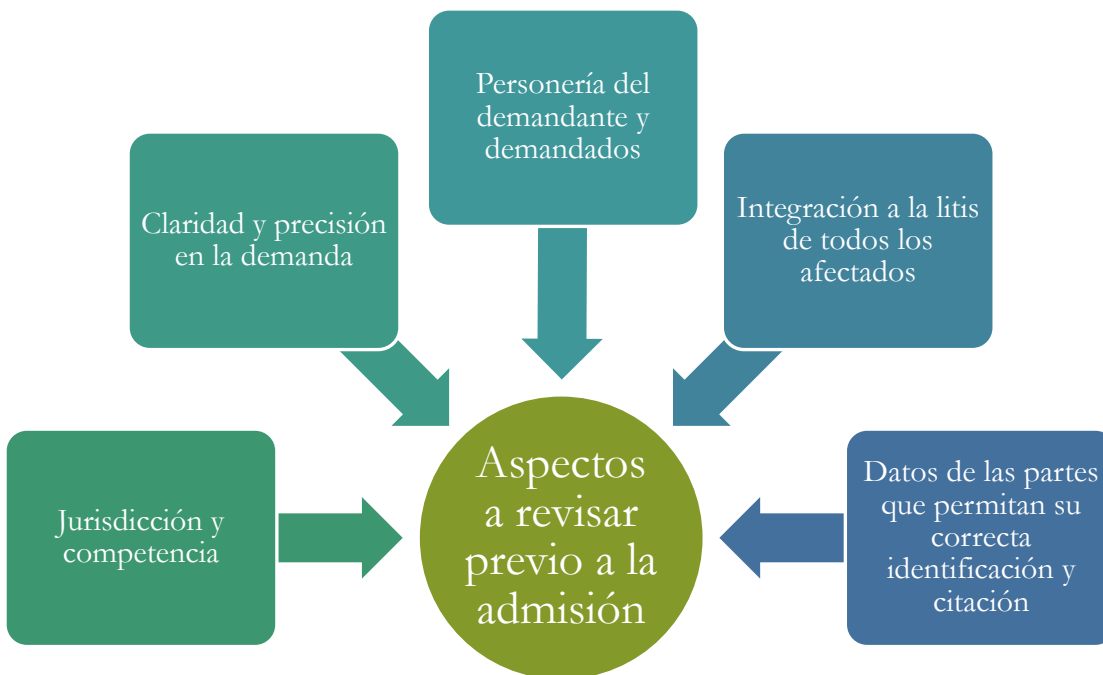 Personería del
demandante y
demandados
Claridad y precisión
en la demanda
Integración a la litis
de todos los
afectados
Jurisdicción y
competencia
Aspectos
a revisar
previo a la
admisión
Datos de las partes
que permitan su
correcta
identificación y
citación